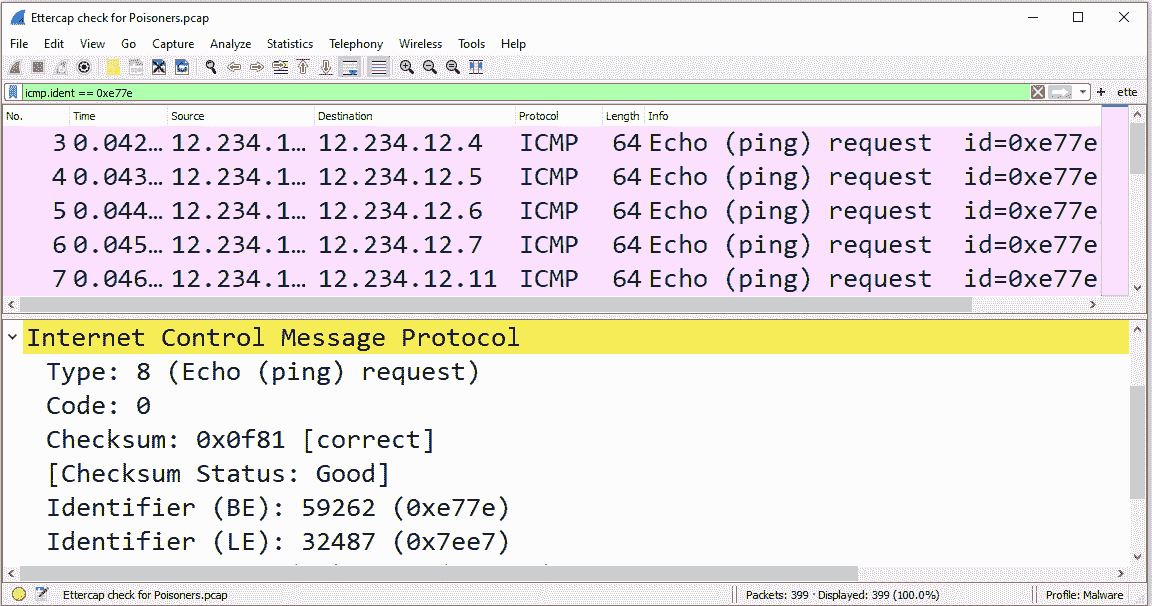 Ettercap check for Poisoners.pcap
File Edit View Go Capture Analyze Statistics Telephony Wireless Tools Help
icmp.ident == 0xe77e + ette
No. Time Source Destination Protocol Length Info
3 0.042… 12.234.1… 12.234.12.4 ICMP 64 Echo (ping) request id=0xe77e
4 0.043… 12.234.1… 12.234.12.5 ICMP 64 Echo (ping) request id=0xe77e
5 0.044… 12.234.1… 12.234.12.6 ICMP 64 Echo (ping) request id=0xe77e
6 0.045… 12.234.1… 12.234.12.7 ICMP 64 Echo (ping) request id=0xe77e
7 0.046… 12.234.1… 12.234.12.11 ICMP 64 Echo (ping) request id=0xe77e
Internet Control Message Protocol
Type: 8 (Echo (ping) request)
Code: 0
Checksum: 0x0f81 [correct]
[Checksum Status: Good]
Identifier (BE): 59262 (0xe77e)
Identifier (LE): 32487 (0x7ee7)
Ettercap check for Poisoners.pcap Packets: 399 · Displayed: 399 (100.0%) Profile: Malware